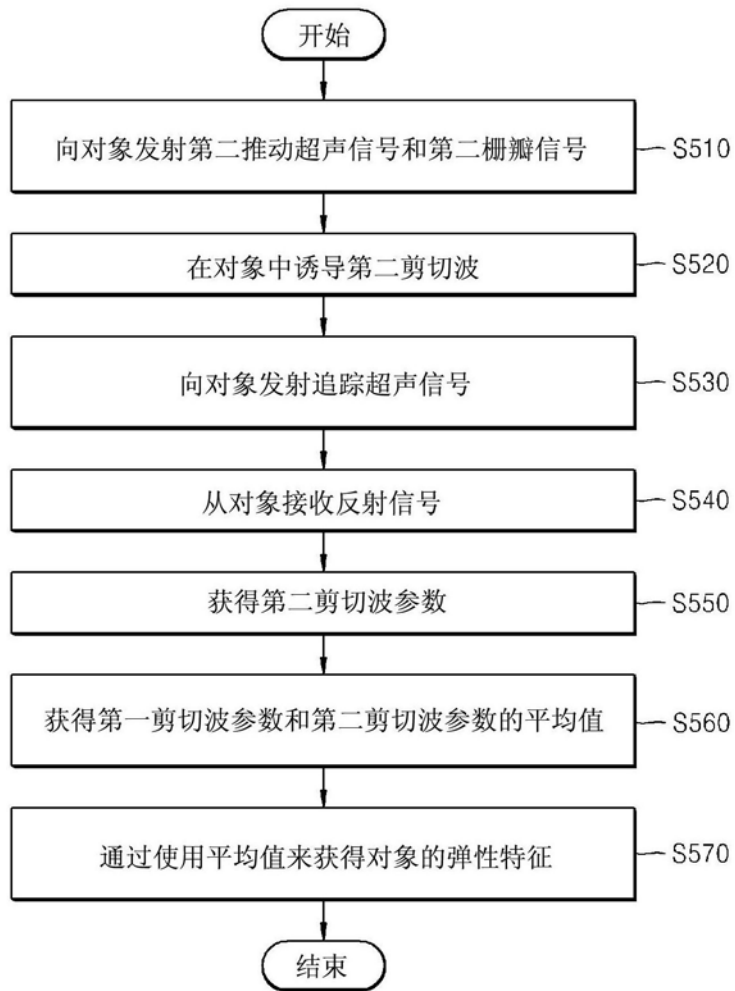 开始
向对象发射第二推动超声信号和第二栅瓣信号
S510
在对象中诱导第二剪切波
S520
向对象发射追踪超声信号
S530
从对象接收反射信号
S540
获得第二剪切波参数
S550
获得第一剪切波参数和第二剪切波参数的平均值
S560
通过使用平均值来获得对象的弹性特征
S570
结束